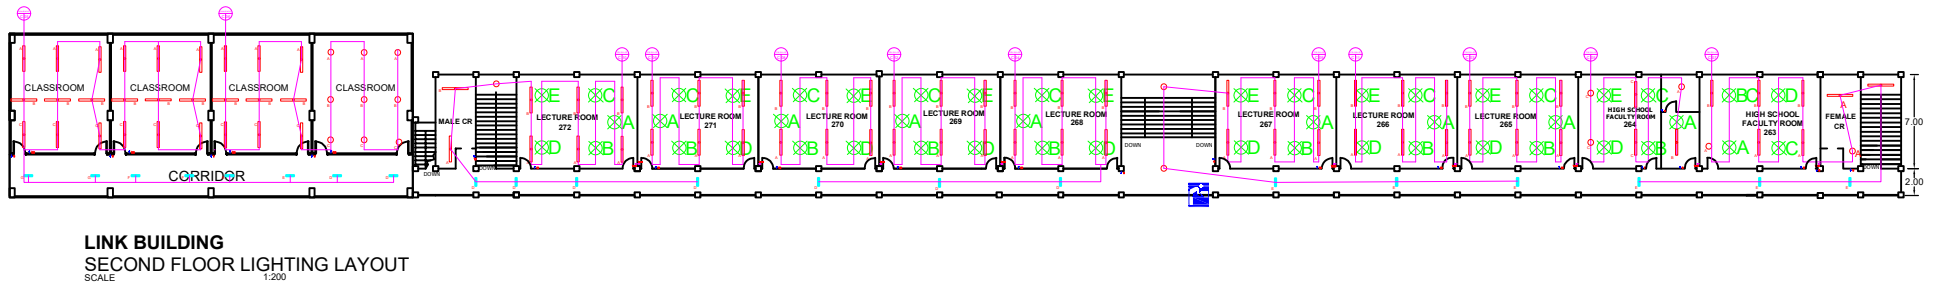 CLASSROOM
CLASSROOM
CLASSROOM
CLASSROOM
CORRIDOR
MALE CR
DOWN
DOWN
E C
LECTURE ROOM
272
A
D B
C E
LECTURE ROOM
271
A
B D
C E
LECTURE ROOM
270
A
B D
C E
LECTURE ROOM
269
A
B D
C E
LECTURE ROOM
268
A
B D
DOWN DOWN
E C
LECTURE ROOM
267
A
D B
E C
LECTURE ROOM
266
A
D B
E C
LECTURE ROOM
265
A
D B
E C
HIGH SCHOOL
FACULTY ROOM
264
A
D B
BC D
HIGH SCHOOL
FACULTY ROOM
263
A C
FEMALE
CR
DOWN
7.00
2.00
LINK BUILDING
SECOND FLOOR LIGHTING LAYOUT
SCALE 1:200